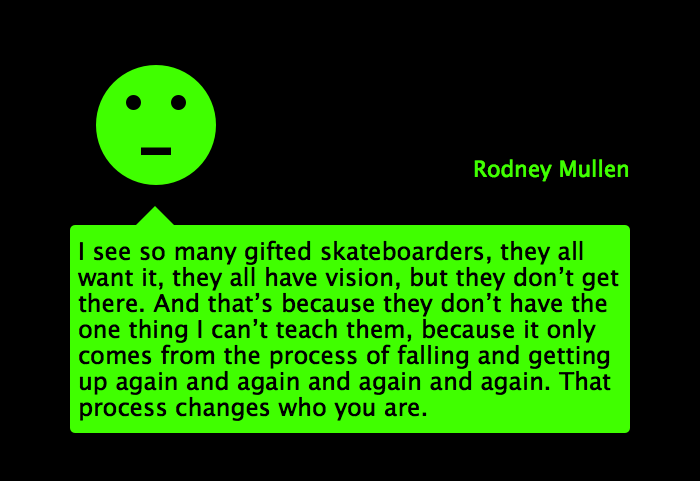 Rodney Mullen
I see so many gifted skateboarders, they all
want it, they all have vision, but they don’t get
there. And that’s because they don’t have the
one thing I can’t teach them, because it only
comes from the process of falling and getting
up again and again and again and again. That
process changes who you are.